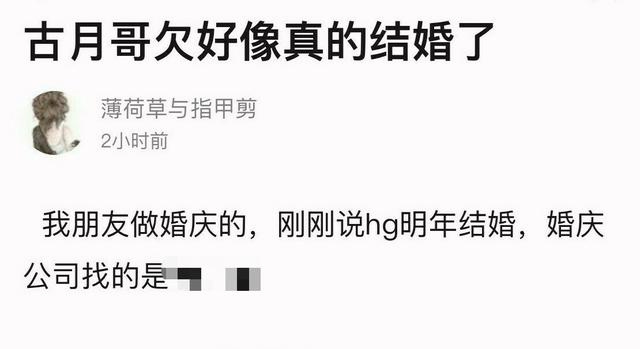 古月哥欠好像真的结婚了
薄荷草与指甲剪
2小时前
我朋友做婚庆的，刚刚说hg明年结婚，婚庆
公司找的是